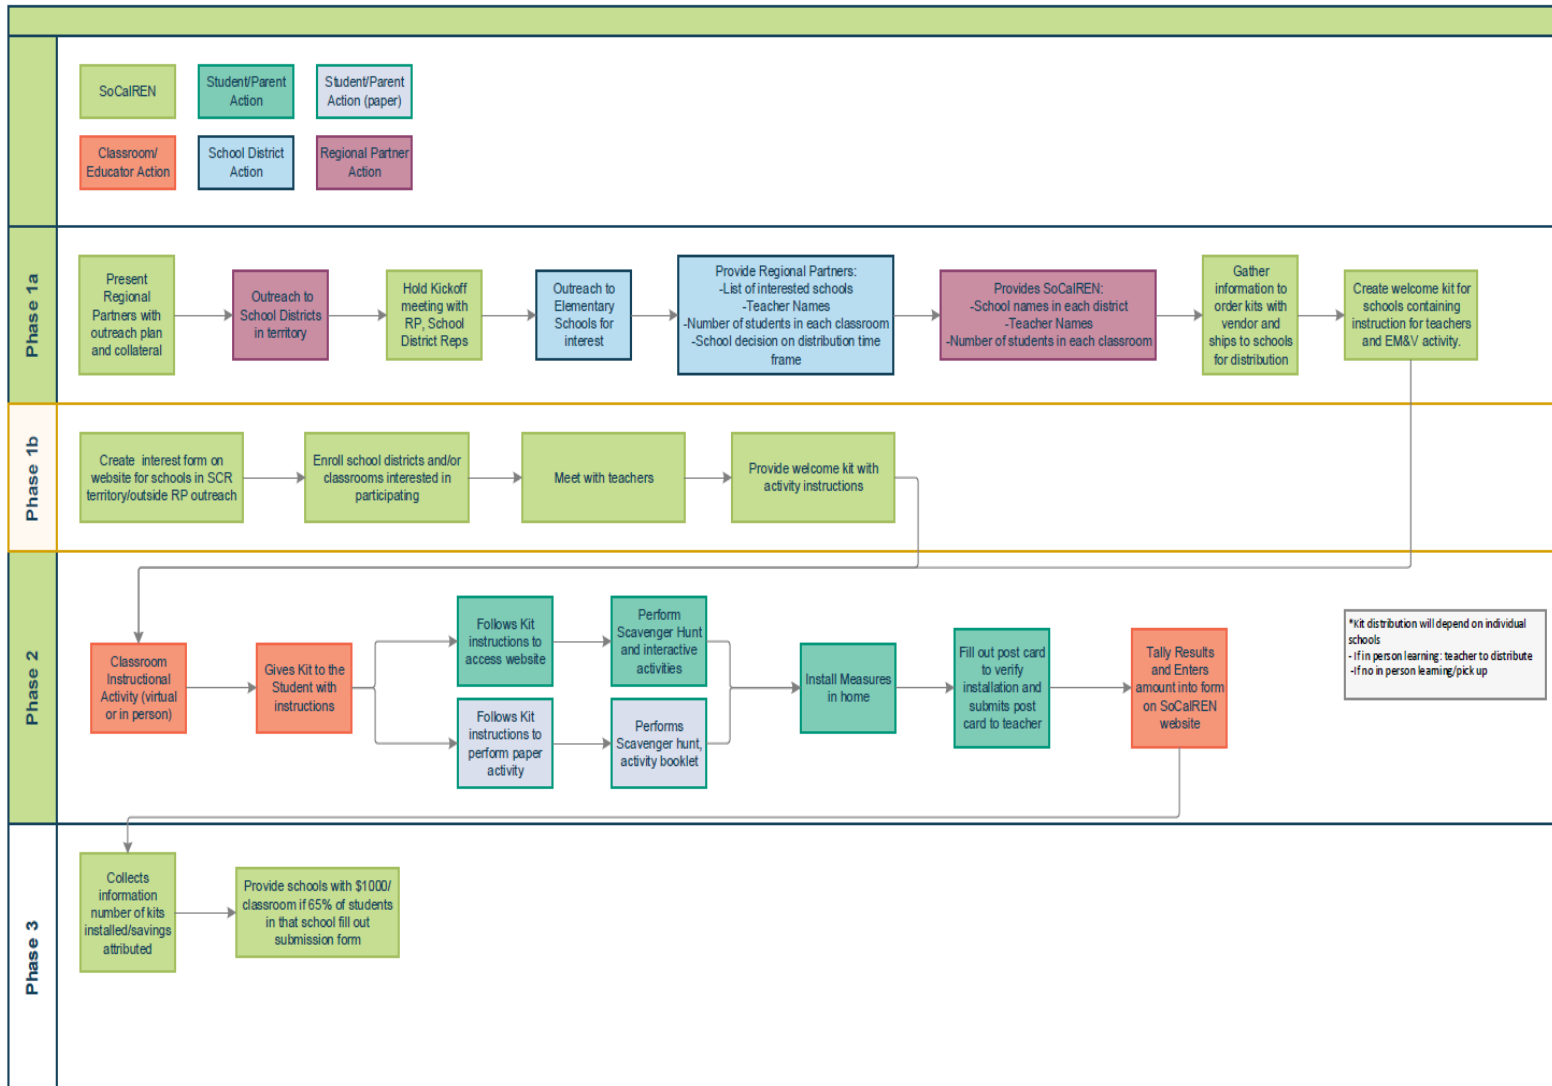 SoCalREN
Student/Parent
Action
Student/Parent
Action (paper)
Classroom/
Educator Action
School District
Action
Regional Partner
Action
Phase 1a
Present
Regional
Partners with
outreach plan
and collateral
Outreach to
School Districts
in territory
Hold Kickoff
meeting with
RP, School
District Reps
Outreach to
Elementary
Schools for
interest
Provide Regional Partners:
-List of interested schools
-Teacher Names
-Number of students in each classroom
-School decision on distribution time
frame
Provides SoCalREN:
-School names in each district
-Teacher Names
-Number of students in each classroom
Gather
information to
order kits with
vendor and
ships to schools
for distribution
Create welcome kit for
schools containing
instruction for teachers
and EM&V activity.
Phase 1b
Create interest form on
website for schools in SCR
territory/outside RP outreach
Enroll school districts and/or
classrooms interested in
participating
Meet with teachers
Provide welcome kit with
activity instructions
Phase 2
Classroom
Instructional
Activity (virtual
or in person)
Gives Kit to the
Student with
instructions
Follows Kit
instructions to
access website
Perform
Scavenger Hunt
and interactive
activities
Follows Kit
instructions to
perform paper
activity
Performs
Scavenger hunt,
activity booklet
Install Measures
in home
Fill out post card
to verify
installation and
submits post
card to teacher
Tally Results
and Enters
amount into form
on SoCalREN
website
*Kit distribution will depend on individual
schools
- If in person learning: teacher to distribute
-If no in person learning/pick up
Phase 3
Collects
information
number of kits
installed/savings
attributed
Provide schools with $1000/
classroom if 65% of students
in that school fill out
submission form